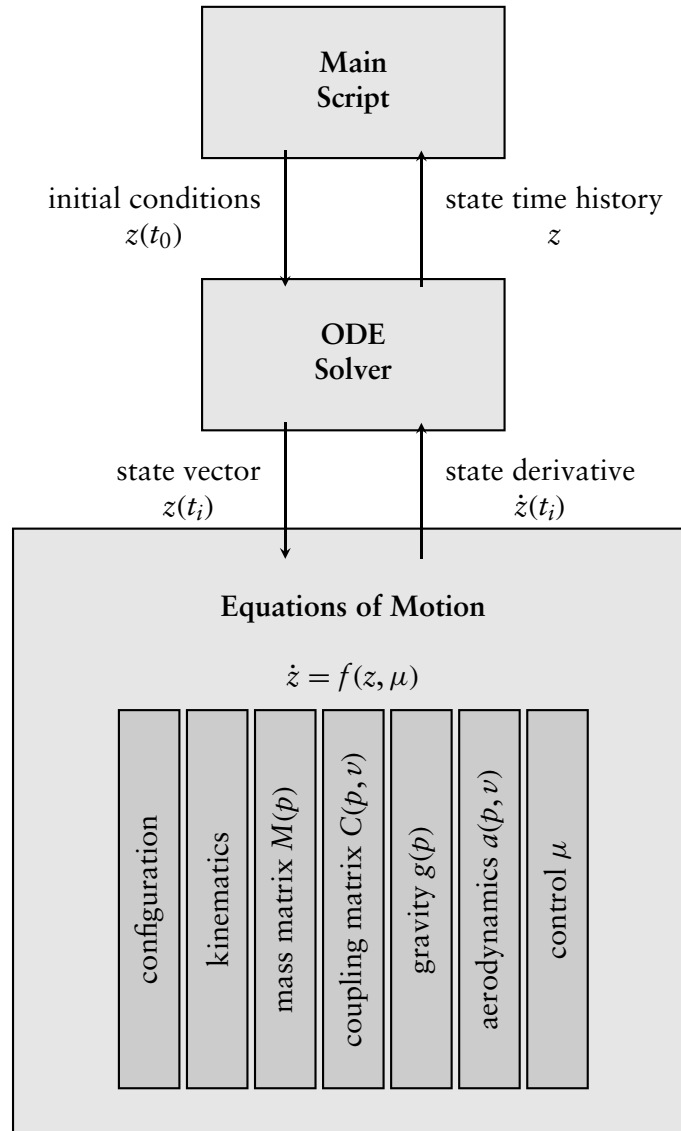 Main
Script
initial conditions
z(t₀)
state time history
z
ODE
Solver
state vector
z(tᵢ)
state derivative
ż(tᵢ)
Equations of Motion
ż = f(z, μ)
configuration
kinematics
mass matrix M(p)
coupling matrix C(p, ν)
gravity g(p)
aerodynamics a(p, ν)
control μ